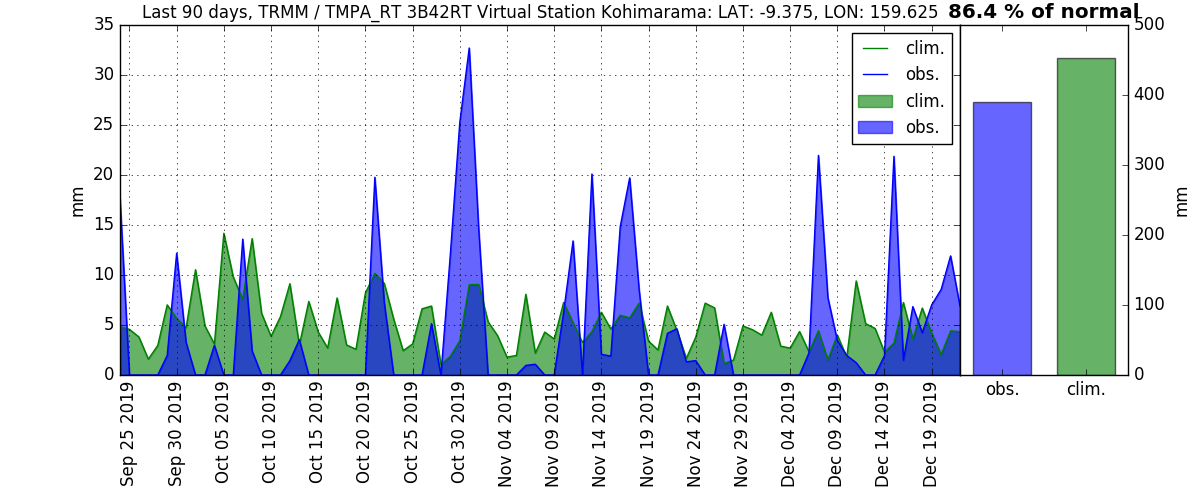 Last 90 days, TRMM / TMPA_RT 3B42RT Virtual Station Kohimarama: LAT: -9.375, LON: 159.625 86.4 % of normal
35
30
25
20
15
10
5
0
mm
clim.
obs.
clim.
obs.
500
400
300
200
100
0
mm
Sep 25 2019
Sep 30 2019
Oct 05 2019
Oct 10 2019
Oct 15 2019
Oct 20 2019
Oct 25 2019
Oct 30 2019
Nov 04 2019
Nov 09 2019
Nov 14 2019
Nov 19 2019
Nov 24 2019
Nov 29 2019
Dec 04 2019
Dec 09 2019
Dec 14 2019
Dec 19 2019
obs.
clim.